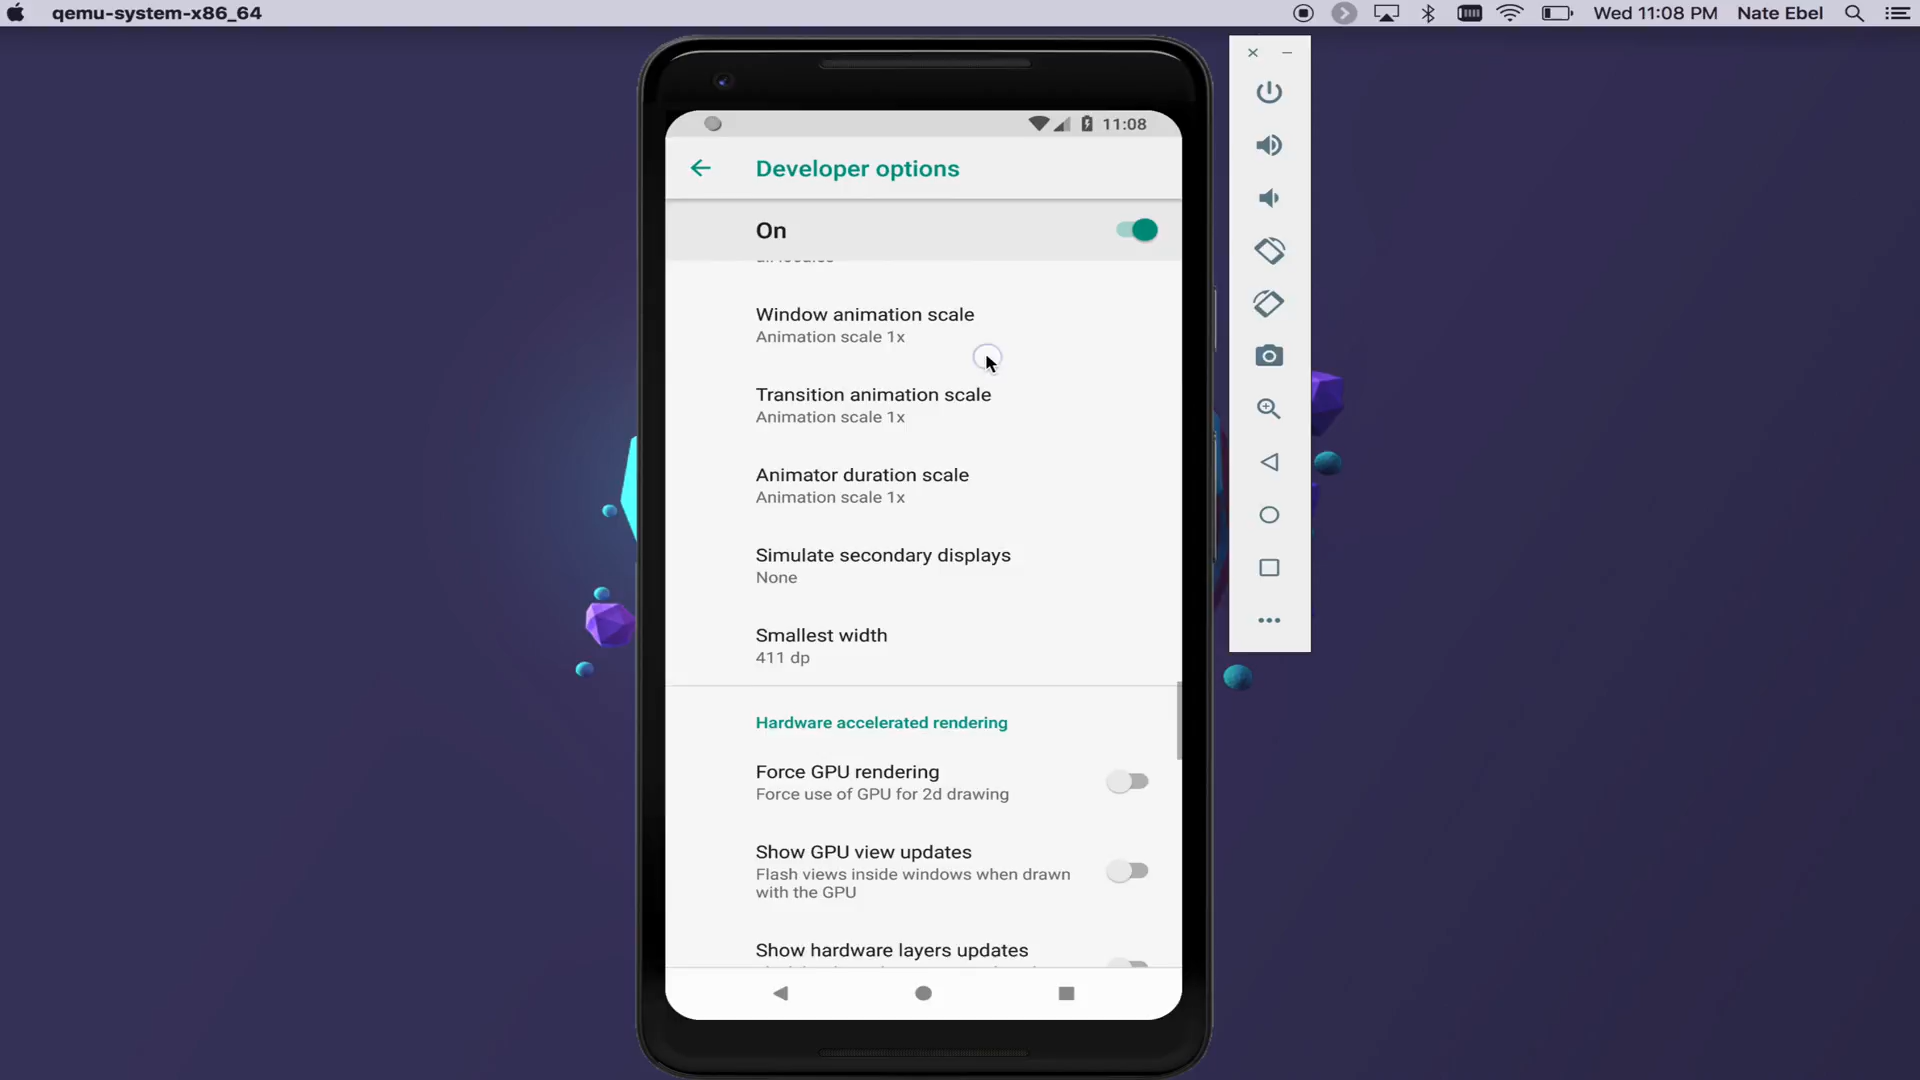 qemu-system-x86_64
Wed 11:08 PM Nate Ebel
11:08
Developer options
On
Window animation scale
Animation scale 1x
Transition animation scale
Animation scale 1x
Animator duration scale
Animation scale 1x
Simulate secondary displays
None
Smallest width
411 dp
Hardware accelerated rendering
Force GPU rendering
Force use of GPU for 2d drawing
Show GPU view updates
Flash views inside windows when drawn
with the GPU
Show hardware layers updates